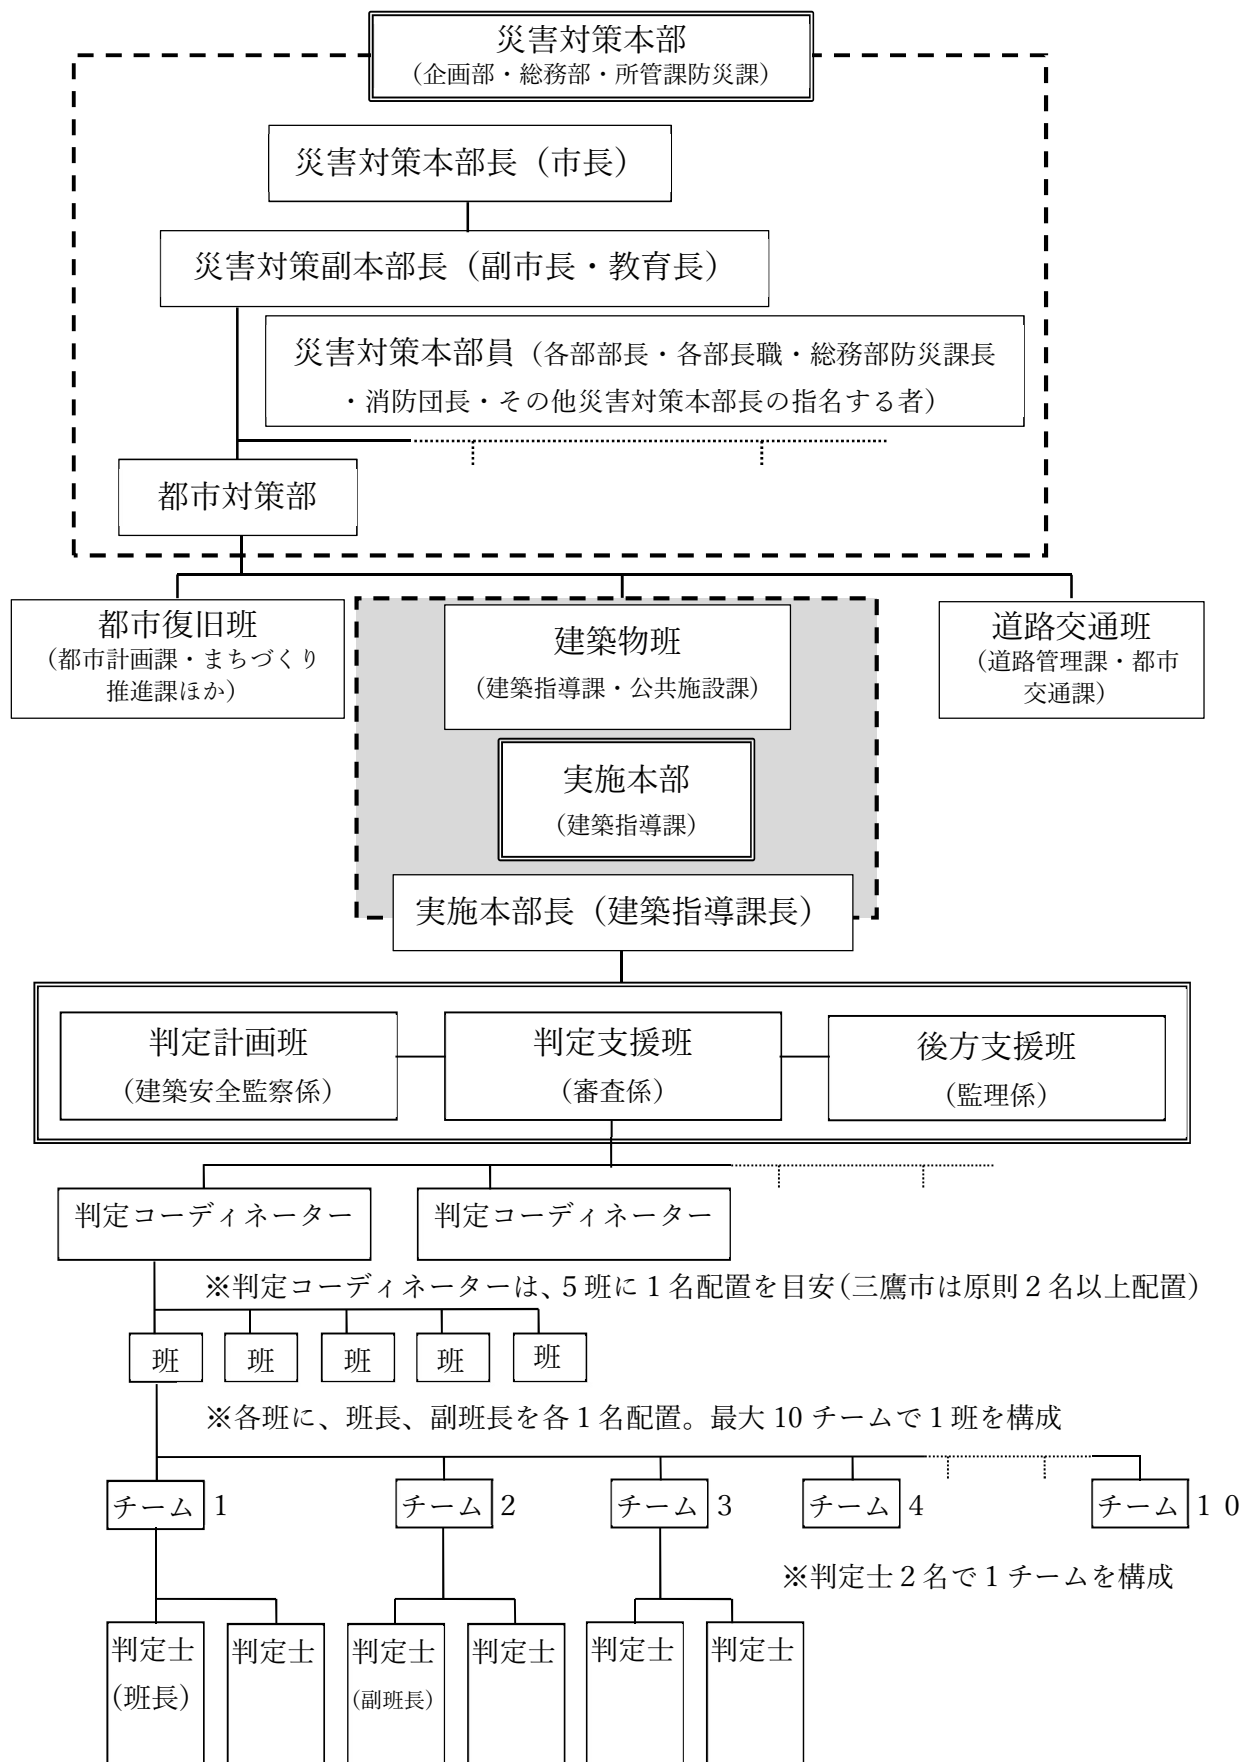 災害対策本部
（企画部・総務部・所管課防災課）
災害対策本部長（市長）
災害対策副本部長（副市長・教育長）
災害対策本部員（各部部長・各部長職・総務部防災課長
・消防団長・その他災害対策本部長の指名する者）
都市対策部
都市復旧班
（都市計画課・まちづくり
推進課ほか）
建築物班
（建築指導課・公共施設課）
道路交通班
（道路管理課・都市
交通課）
実施本部
（建築指導課）
実施本部長（建築指導課長）
判定計画班
（建築安全監察係）
判定支援班
（審査係）
後方支援班
（監理係）
判定コーディネーター
判定コーディネーター
※判定コーディネーターは、５班に１名配置を目安（三鷹市は原則２名以上配置）
班
班
班
班
班
※各班に、班長、副班長を各１名配置。最大 10 チームで１班を構成
チーム 1
チーム 2
チーム 3
チーム 4
チーム １０
※判定士２名で１チームを構成
判定士
（班長）
判定士
判定士
（副班長）
判定士
判定士
判定士